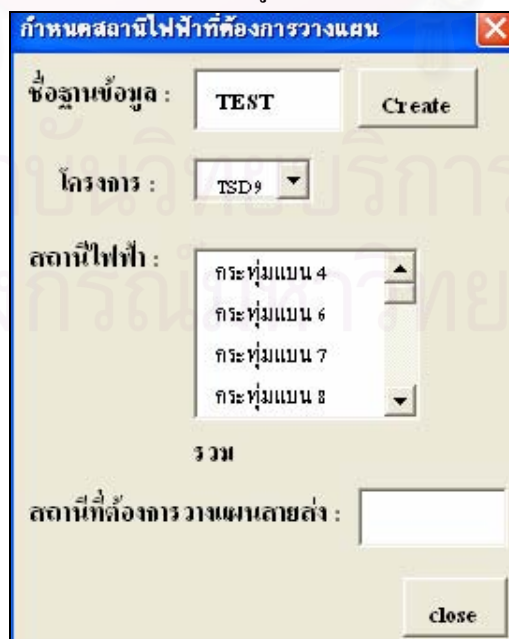 กำหนดสถานีไฟฟ้าที่ต้องการวางแผน
ชื่อฐานข้อมูล : TEST Create
โครงการ : TSD9
สถานีไฟฟ้า : กระทุ่มแบน 4
กระทุ่มแบน 6
กระทุ่มแบน 7
กระทุ่มแบน 8
รวม
สถานีที่ต้องการวางแผนสายส่ง :
close